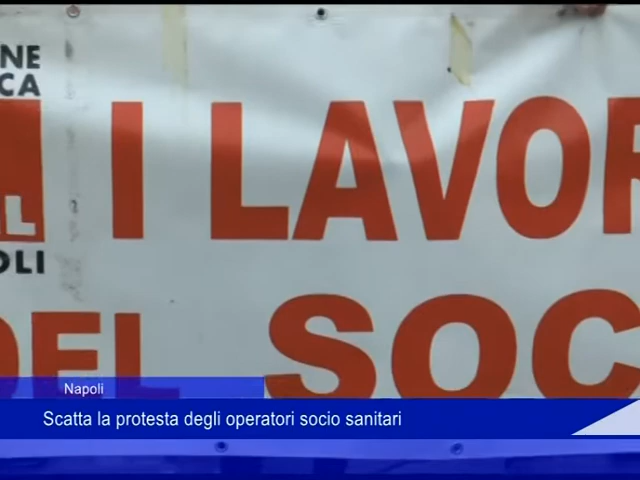 NE
CA
I LAVOR
L
OLI
DEL SOC
Napoli
Scatta la protesta degli operatori socio sanitari